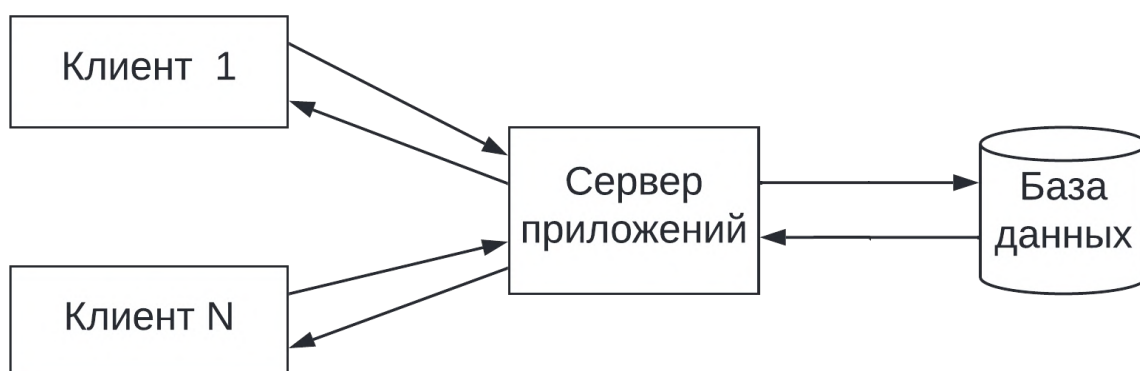 Клиент 1
Сервер
приложений
База
данных
Клиент N